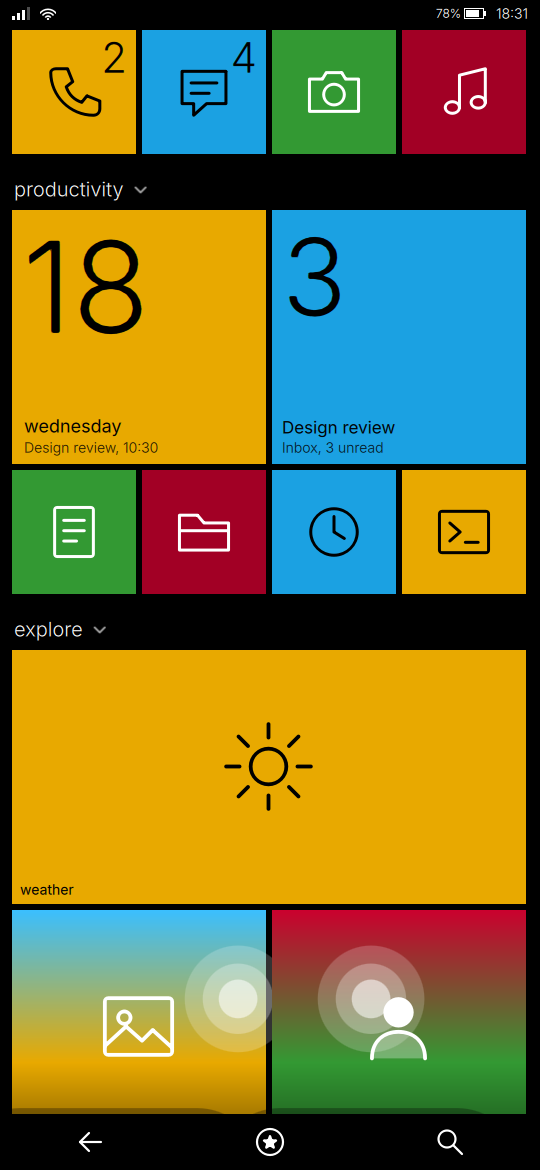 78% 18:31
2
4
productivity
18
3
wednesday
Design review, 10:30
Design review
Inbox, 3 unread
explore
weather